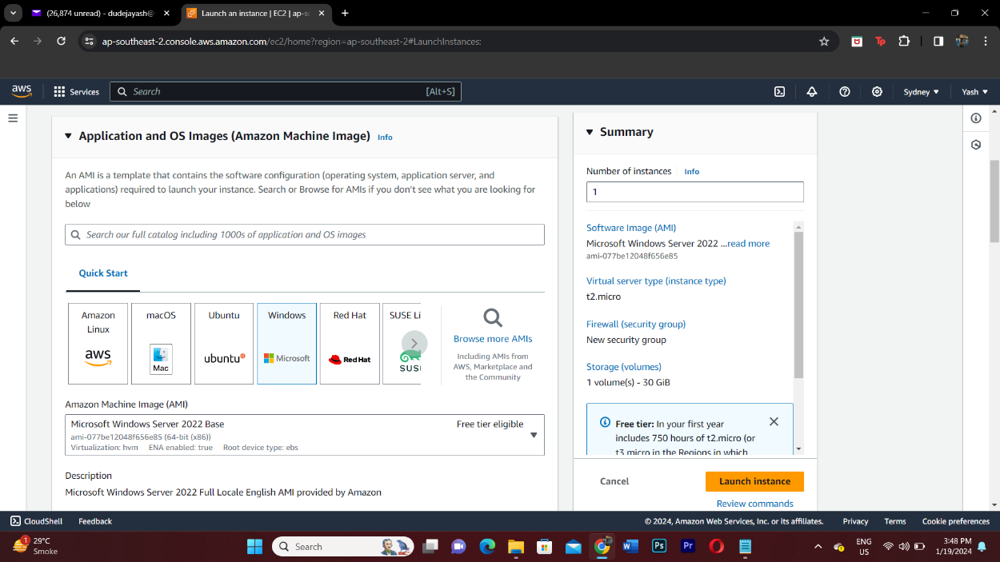 (26,874 unread) - dudejayash@
Launch an instance | EC2 | ap-so
ap-southeast-2.console.aws.amazon.com/ec2/home?region=ap-southeast-2#LaunchInstances:
aws
Services
Search
[Alt+S]
Sydney
Yash
Application and OS Images (Amazon Machine Image) Info
An AMI is a template that contains the software configuration (operating system, application server, and
applications) required to launch your instance. Search or Browse for AMIs if you don't see what you are looking for
below
Search our full catalog including 1000s of application and OS images
Quick Start
Amazon
Linux
aws
macOS
Mac
Ubuntu
ubuntu
Windows
Microsoft
Red Hat
Red Hat
SUSE Li
SUS
Browse more AMIs
Including AMIs from
AWS, Marketplace and
the Community
Amazon Machine Image (AMI)
Microsoft Windows Server 2022 Base
Free tier eligible
ami-077be12048f656e85 (64-bit (x86))
Virtualization: hvm ENA enabled: true Root device type: ebs
Description
Microsoft Windows Server 2022 Full Locale English AMI provided by Amazon
Summary
Number of instances Info
1
Software Image (AMI)
Microsoft Windows Server 2022 ...read more
ami-077be12048f656e85
Virtual server type (instance type)
t2.micro
Firewall (security group)
New security group
Storage (volumes)
1 volume(s) - 30 GiB
Free tier: In your first year
includes 750 hours of t2.micro (or
t3.micro in the Regions in which
Cancel
Launch instance
Review commands
CloudShell
Feedback
© 2024, Amazon Web Services, Inc. or its affiliates.
Privacy
Terms
Cookie preferences
1
29°C
Smoke
Search
W
Ps
Pr
ENG
US
3:48 PM
1/19/2024